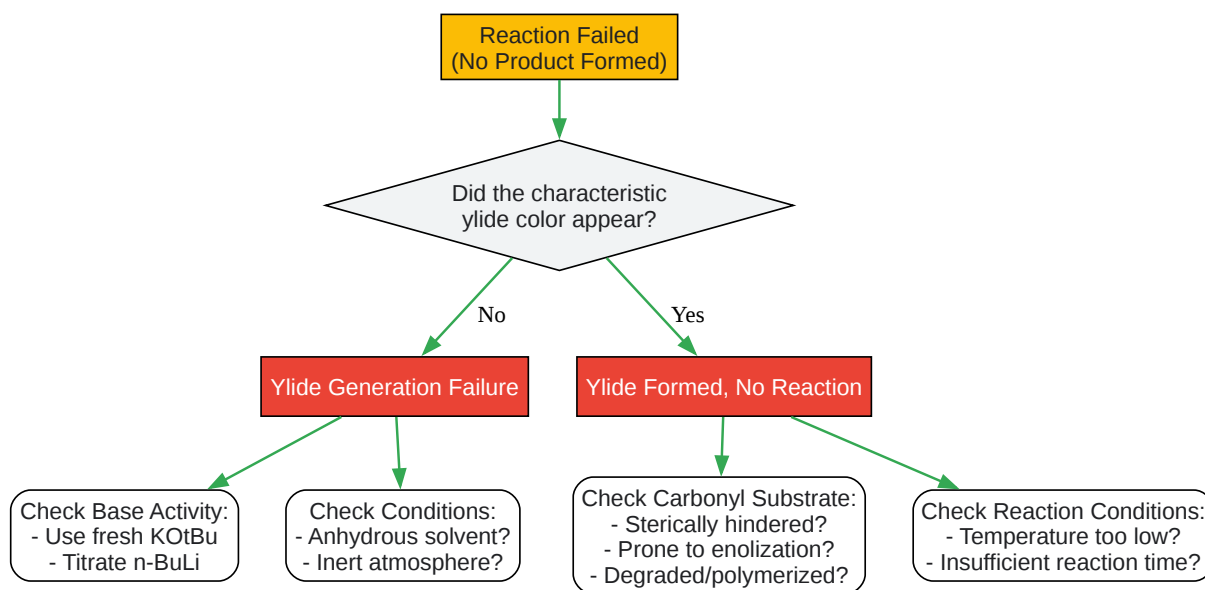 Reaction Failed
(No Product Formed)
Did the characteristic
ylide color appear?
No
Yes
Ylide Generation Failure
Ylide Formed, No Reaction
Check Base Activity:
- Use fresh KOtBu
- Titrate n-BuLi
Check Conditions:
- Anhydrous solvent?
- Inert atmosphere?
Check Carbonyl Substrate:
- Sterically hindered?
- Prone to enolization?
- Degraded/polymerized?
Check Reaction Conditions:
- Temperature too low?
- Insufficient reaction time?